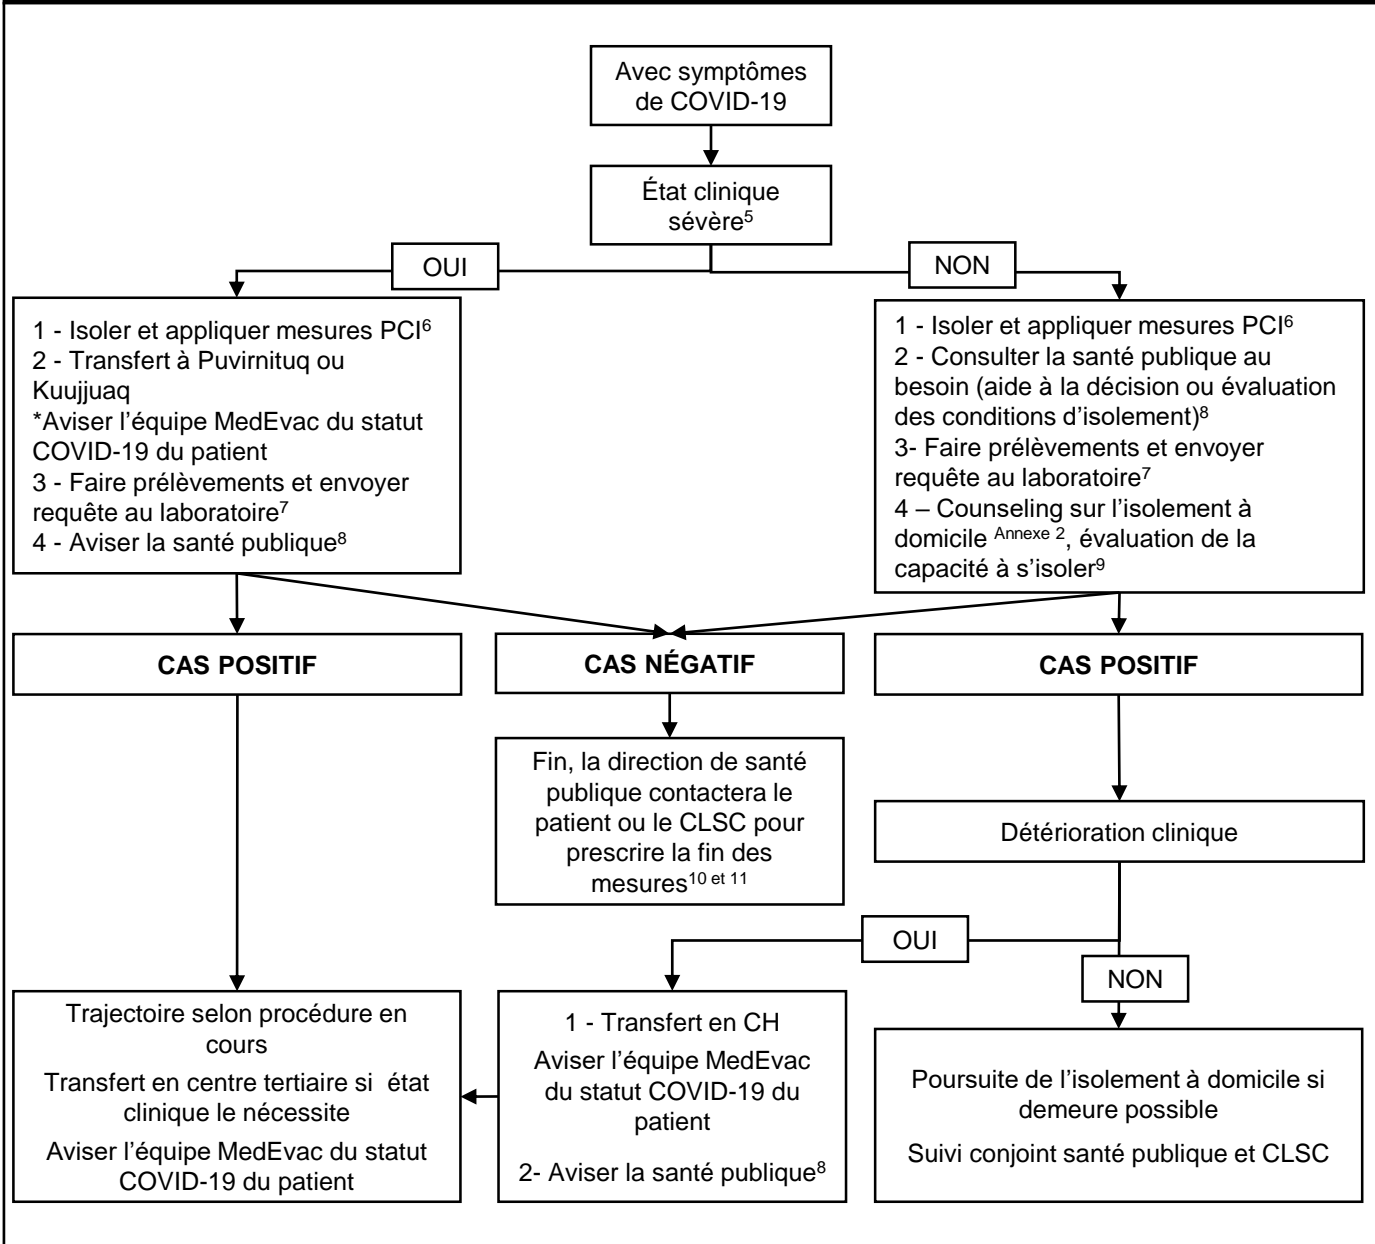 Avec symptômes
de COVID-19
État clinique
sévère⁵
OUI
NON
1 - Isoler et appliquer mesures PCI⁶
2 - Transfert à Puvirnituq ou
Kuujjuaq
*Aviser l’équipe MedEvac du statut
COVID-19 du patient
3 - Faire prélèvements et envoyer
requête au laboratoire⁷
4 - Aviser la santé publique⁸
1 - Isoler et appliquer mesures PCI⁶
2 - Consulter la santé publique au
besoin (aide à la décision ou évaluation
des conditions d’isolement)⁸
3- Faire prélèvements et envoyer
requête au laboratoire⁷
4 – Counseling sur l’isolement à
domicile Annexe 2, évaluation de la
capacité à s’isoler⁹
CAS POSITIF
CAS NÉGATIF
CAS POSITIF
Fin, la direction de santé
publique contactera le
patient ou le CLSC pour
prescrire la fin des
mesures¹⁰ ᵉᵗ ¹¹
Détérioration clinique
OUI
NON
Trajectoire selon procédure en
cours
Transfert en centre tertiaire si état
clinique le nécessite
Aviser l’équipe MedEvac du statut
COVID-19 du patient
1 - Transfert en CH
Aviser l’équipe MedEvac
du statut COVID-19 du
patient
2- Aviser la santé publique⁸
Poursuite de l’isolement à domicile si
demeure possible
Suivi conjoint santé publique et CLSC